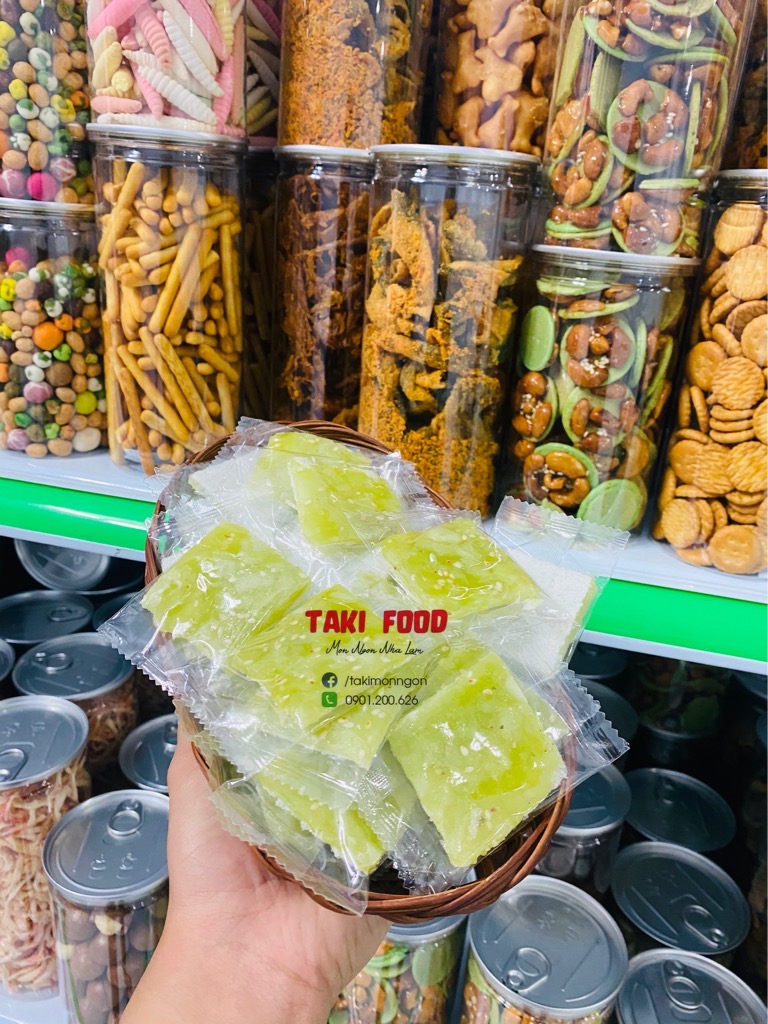 TAKI FOOD
Mon Ngon Nha Lam
/takimonngon
0901.200.626